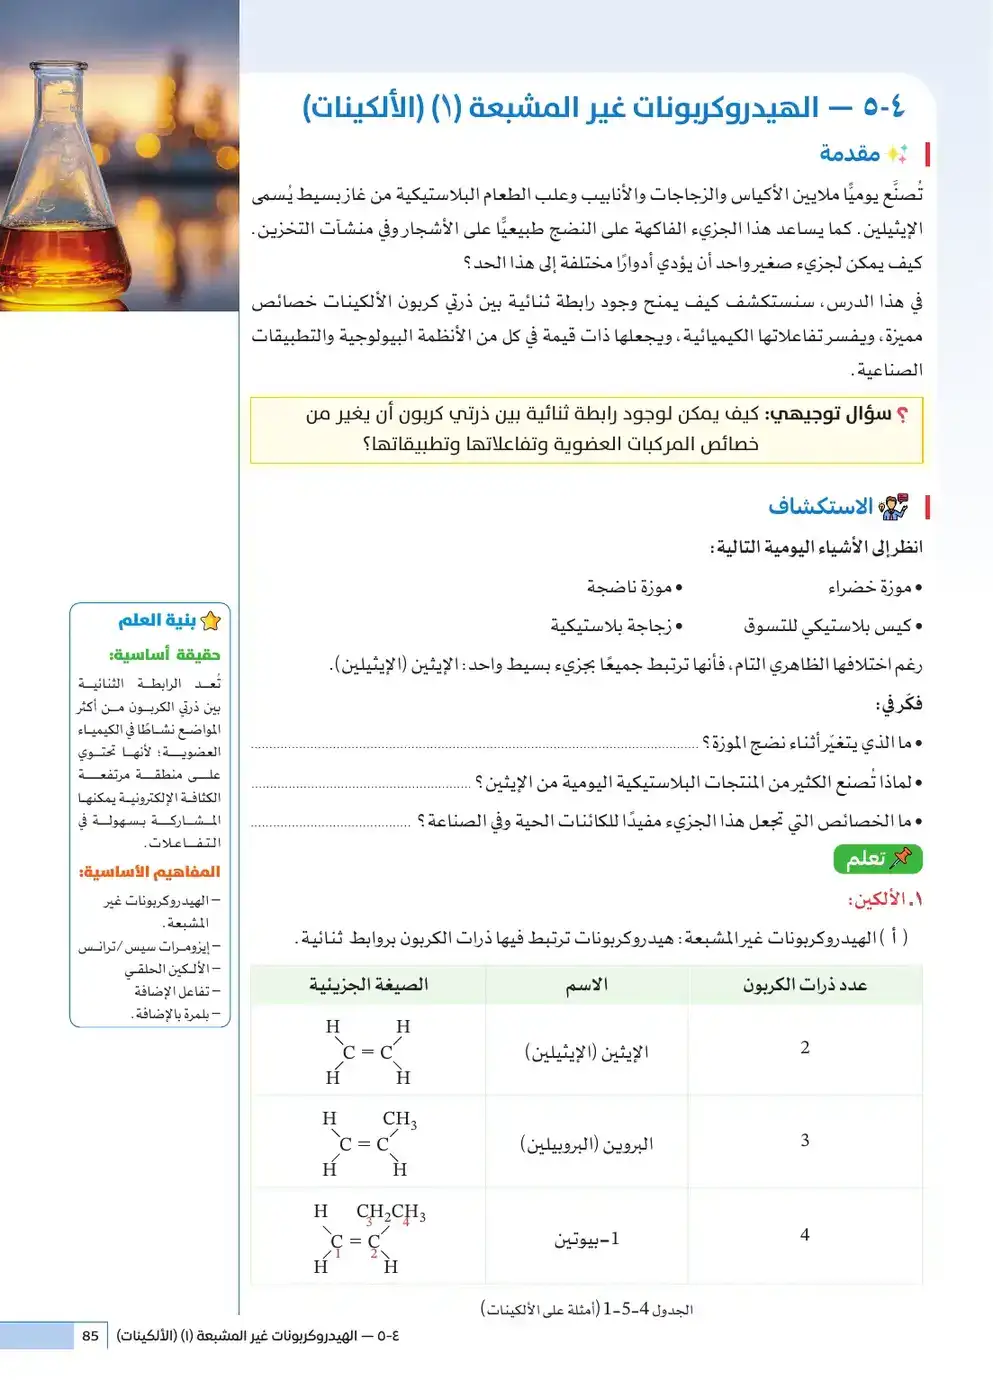 ٤-٥ — الهيدروكربونات غير المشبعة (١) (الألكينات)
مقدمة
تُصنَّع يوميًّا ملايين الأكياس والزجاجات والأنابيب وعلب الطعام البلاستيكية من غاز بسيط يُسمى
الإيثيلين. كما يساعد هذا الجزيء الفاكهة على النضج طبيعيًّا على الأشجار وفي منشآت التخزين.
كيف يمكن لجزيء صغير واحد أن يؤدي أدوارًا مختلفة إلى هذا الحد؟
في هذا الدرس، سنستكشف كيف يمنح وجود رابطة ثنائية بين ذرتي كربون الألكينات خصائص
مميزة، ويفسر تفاعلاتها الكيميائية، ويجعلها ذات قيمة في كل من الأنظمة البيولوجية والتطبيقات
الصناعية.
؟ سؤال توجيهي: كيف يمكن لوجود رابطة ثنائية بين ذرتي كربون أن يغير من
خصائص المركبات العضوية وتفاعلاتها وتطبيقاتها؟
الاستكشاف
انظر إلى الأشياء اليومية التالية:
• موزة خضراء • موزة ناضجة
• كيس بلاستيكي للتسوق • زجاجة بلاستيكية
رغم اختلافها الظاهري التام، فأنها ترتبط جميعًا بجزيء بسيط واحد: الإيثين (الإيثيلين).
فكّر في:
• ما الذي يتغيّر أثناء نضج الموزة؟
• لماذا تُصنع الكثير من المنتجات البلاستيكية اليومية من الإيثين؟
• ما الخصائص التي تجعل هذا الجزيء مفيدًا للكائنات الحية وفي الصناعة؟
تعلم
١. الألكين:
( أ ) الهيدروكربونات غير المشبعة: هيدروكربونات ترتبط فيها ذرات الكربون بروابط ثنائية.
عدد ذرات الكربون الاسم الصيغة الجزيئية
2 الإيثين (الإيثيلين)
H H
C = C
H H
3 البروين (البروبيلين)
H CH₃
C = C
H H
4 1-بيوتين
H CH₂CH₃
3 4
C = C
1 2
H H
الجدول 4-5-1 (أمثلة على الألكينات)
بنية العلم
حقيقة أساسية:
تُعد الرابطة الثنائية
بين ذرتي الكربون من أكثر
المواضع نشاطًا في الكيمياء
العضوية؛ لأنها تحتوي
على منطقة مرتفعة
الكثافة الإلكترونية يمكنها
المشاركة بسهولة في
التفاعلات.
المفاهيم الأساسية:
– الهيدروكربونات غير
المشبعة.
– إيزومرات سيس/ترانس
– الألكين الحلقي
– تفاعل الإضافة
– بلمرة بالإضافة.
٤-٥ — الهيدروكربونات غير المشبعة (١) (الألكينات) 85